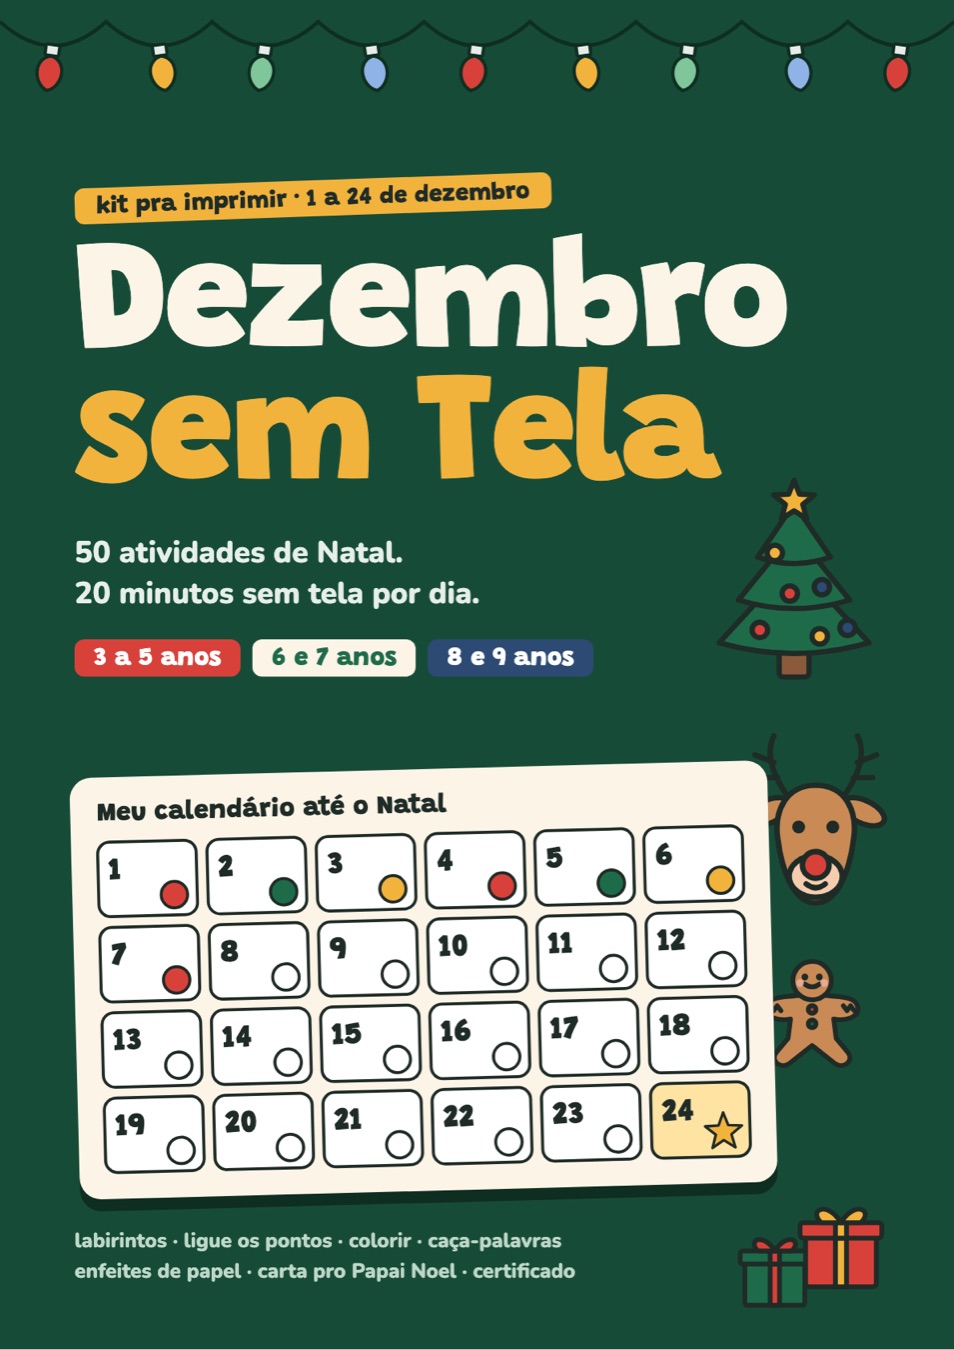 kit pra imprimir · 1 a 24 de dezembro
Dezembro
sem Tela
50 atividades de Natal.
20 minutos sem tela por dia.
3 a 5 anos 6 e 7 anos 8 e 9 anos
Meu calendário até o Natal
1 2 3 4 5 6
7 8 9 10 11 12
13 14 15 16 17 18
19 20 21 22 23 24
labirintos · ligue os pontos · colorir · caça-palavras
enfeites de papel · carta pro Papai Noel · certificado